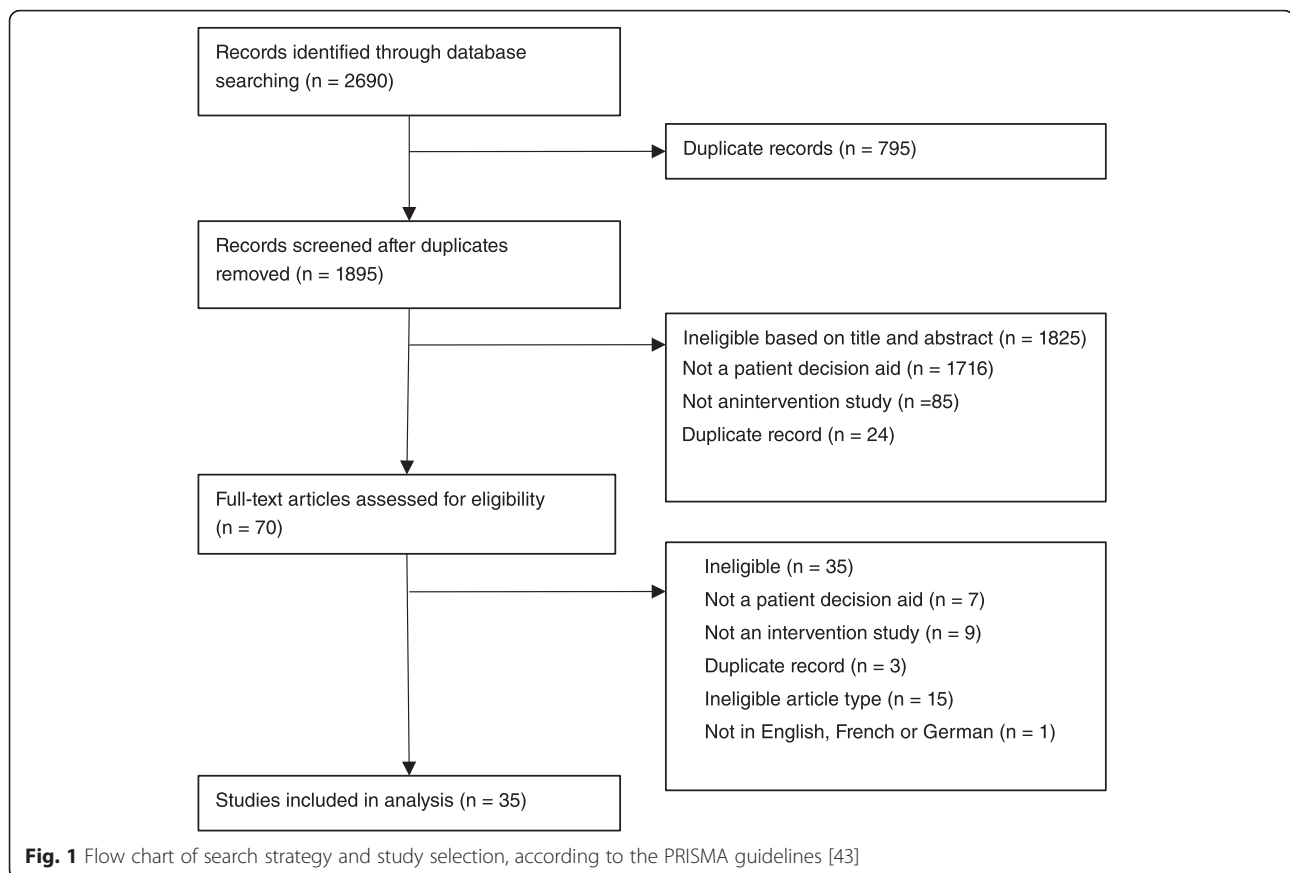 Records identified through database
searching (n = 2690)
Duplicate records (n = 795)
Records screened after duplicates
removed (n = 1895)
Ineligible based on title and abstract (n = 1825)
Not a patient decision aid (n = 1716)
Not anintervention study (n =85)
Duplicate record (n = 24)
Full-text articles assessed for eligibility
(n = 70)
Ineligible (n = 35)
Not a patient decision aid (n = 7)
Not an intervention study (n = 9)
Duplicate record (n = 3)
Ineligible article type (n = 15)
Not in English, French or German (n = 1)
Studies included in analysis (n = 35)
Fig. 1 Flow chart of search strategy and study selection, according to the PRISMA guidelines [43]